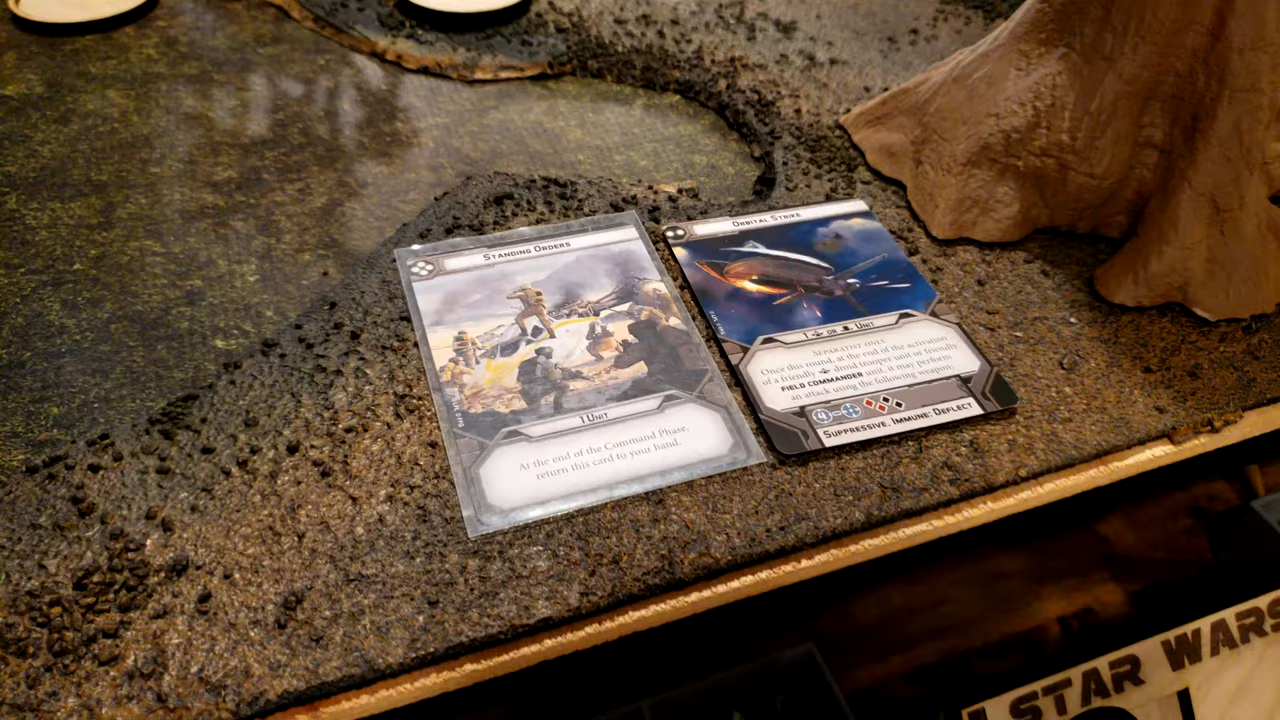 STANDING ORDERS
1 UNIT
At the end of the Command Phase,
return this card to your hand.
ORBITAL STRIKE
1 OR UNIT
SEPARATIST ONLY.
Once this round, at the end of the activation
of a friendly droid trooper unit or friendly
FIELD COMMANDER unit, it may perform
an attack using the following weapon.
4
SUPPRESSIVE, IMMUNE: DEFLECT
STAR WARS